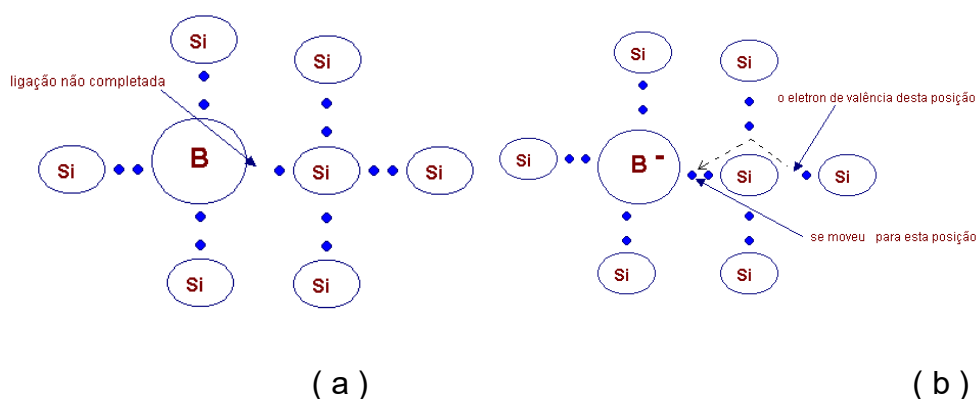 Si
Si
ligação não completada
B
Si
Si
Si
Si
Si
( a )
Si
Si
o eletron de valência desta posição
Si
B -
Si
Si
se moveu para esta posição
Si
Si
( b )